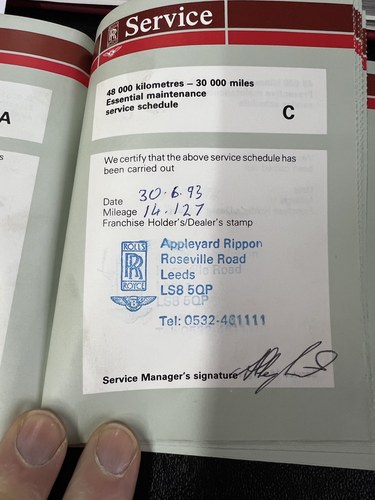 Service
48 000 kilometres – 30 000 miles
Essential maintenance
service schedule
C
A
s
We certify that the above service schedule has
been carried out
Date 30·6.93
Mileage 14·127
Franchise Holder's/Dealer's stamp
ROLLS
RR
ROYCE
Appleyard Rippon
Roseville Road
Leeds
LS8 5QP
Tel: 0532-461111
Service Manager's signature